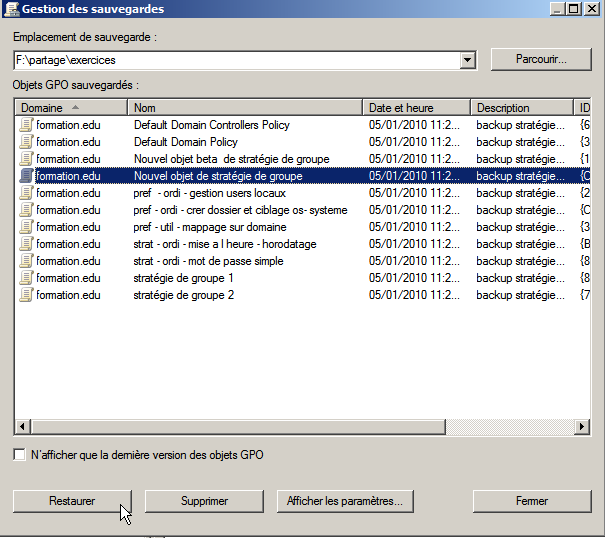 Gestion des sauvegardes
Emplacement de sauvegarde :
F:\partage\exercices
Parcourir...
Objets GPO sauvegardés :
Domaine Nom Date et heure Description ID
formation.edu Default Domain Controllers Policy 05/01/2010 11:2... backup stratégie... {6
formation.edu Default Domain Policy 05/01/2010 11:2... backup stratégie... {3
formation.edu Nouvel objet beta de stratégie de groupe 05/01/2010 11:2... backup stratégie... {1
formation.edu Nouvel objet de stratégie de groupe 05/01/2010 11:2... backup stratégie... {C
formation.edu pref - ordi - gestion users locaux 05/01/2010 11:2... backup stratégie... {2
formation.edu pref - ordi - crer dossier et ciblage os- systeme 05/01/2010 11:2... backup stratégie... {C
formation.edu pref - util - mappage sur domaine 05/01/2010 11:2... backup stratégie... {3
formation.edu strat - ordi - mise a l heure - horodatage 05/01/2010 11:2... backup stratégie... {B
formation.edu strat - ordi - mot de passe simple 05/01/2010 11:2... backup stratégie... {8
formation.edu stratégie de groupe 1 05/01/2010 11:2... backup stratégie... {8
formation.edu stratégie de groupe 2 05/01/2010 11:2... backup stratégie... {7
N'afficher que la dernière version des objets GPO
Restaurer Supprimer Afficher les paramètres... Fermer